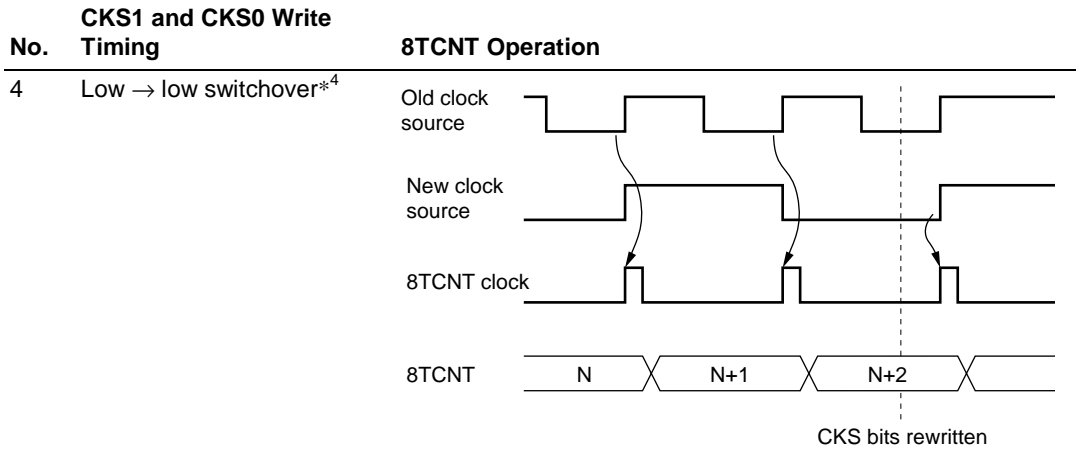 No.
CKS1 and CKS0 Write
Timing
8TCNT Operation
4
Low → low switchover*4
Old clock
source
New clock
source
8TCNT clock
8TCNT
N
N+1
N+2
CKS bits rewritten